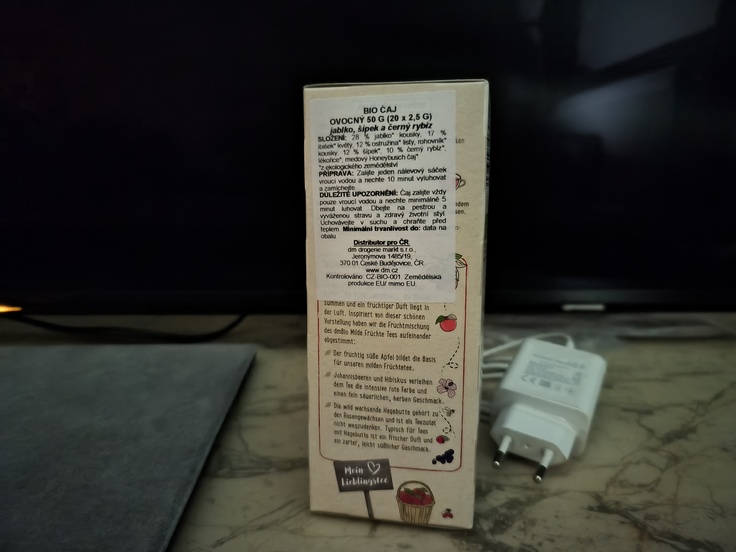 BIO ČAJ
OVOCNÝ 50 G (20 x 2,5 G)
jablko, šípek a černý rybíz
SLOŽENÍ: 28 % jablko* kousky, 17 %
ibišek* květy, 12 % ostružina* listy, rohovník*
kousky, 12 % šípek*, 10 % černý rybíz*,
lékořice*, medový Honeybusch čaj*
*z ekologického zemědělství
PŘÍPRAVA: Zalijte jeden nálevový sáček
vroucí vodou a nechte 10 minut vyluhovat
a zamíchejte.
DŮLEŽITÉ UPOZORNĚNÍ: Čaj zalijte vždy
pouze vroucí vodou a nechte minimálně 5
minut luhovat. Dbejte na pestrou a
vyváženou stravu a zdravý životní styl.
Uchovávejte v suchu a chraňte před
teplem. Minimální trvanlivost do: datum na
obalu.
Distributor pro ČR
dm drogerie markt s.r.o.,
Jeronýmova 1485/19,
370 01 České Budějovice, ČR.
www.dm.cz
Kontrolováno: CZ-BIO-001. Zemědělská
produkce EU/ mimo EU.
summen und ein fruchtiger Duft liegt in
der Luft. Inspiriert von dieser schönen
Vorstellung haben wir die Fruchtmischung
des dmBio Milde Früchte Tees aufeinander
abgestimmt:
Der fruchtig süße Apfel bildet die Basis
für unseren milden Früchtetee.
Johannisbeeren und Hibiskus verleihen
dem Tee die intensive rote Farbe und
einen fein säuerlichen, herben Geschmack.
Die wild wachsende Hagebutte gehört zu
den Rosengewächsen und ist als Teezutat
nicht wegzudenken. Typisch für Tees
mit Hagebutte ist ein frischer Duft und
ein zarter, leicht süßlicher Geschmack.
Mein
Lieblingstee